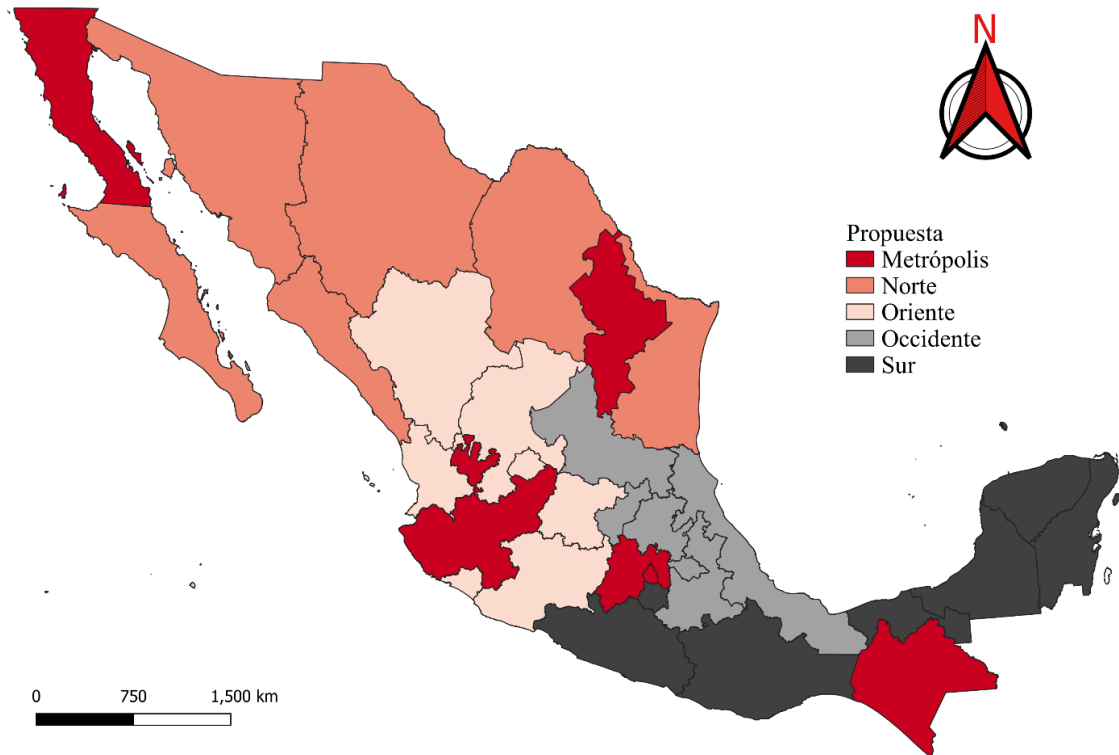 N
Propuesta
Metrópolis
Norte
Oriente
Occidente
Sur
0 750 1,500 km